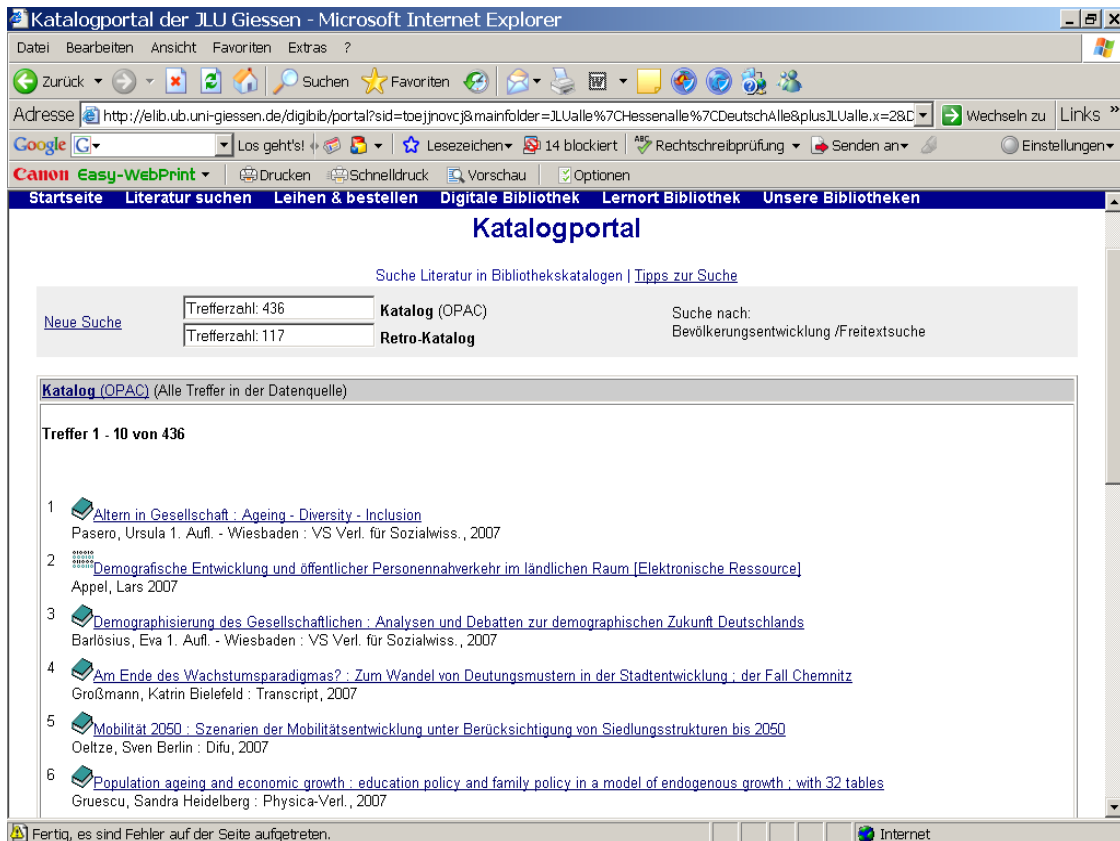 Katalogportal der JLU Giessen - Microsoft Internet Explorer
Datei Bearbeiten Ansicht Favoriten Extras ?
Zurück Suchen Favoriten
Adresse http://elib.ub.uni-giessen.de/digibib/portal?sid=toejjnovcj&mainfolder=JLUalle%7CHessenalle%7CDeutschAlle&plusJLUalle.x=2&D Wechseln zu Links »
Google G Los geht's! Lesezeichen 14 blockiert ABC Rechtschreibprüfung Senden an Einstellungen
Canon Easy-WebPrint Drucken Schnelldruck Vorschau Optionen
Startseite Literatur suchen Leihen & bestellen Digitale Bibliothek Lernort Bibliothek Unsere Bibliotheken
Katalogportal
Suche Literatur in Bibliothekskatalogen | Tipps zur Suche
Neue Suche
Trefferzahl: 436 Katalog (OPAC)
Trefferzahl: 117 Retro-Katalog
Suche nach:
Bevölkerungsentwicklung /Freitextsuche
Katalog (OPAC) (Alle Treffer in der Datenquelle)
Treffer 1 - 10 von 436
1 Altern in Gesellschaft : Ageing - Diversity - Inclusion
Pasero, Ursula 1. Aufl. - Wiesbaden : VS Verl. für Sozialwiss., 2007
2 Demografische Entwicklung und öffentlicher Personennahverkehr im ländlichen Raum [Elektronische Ressource]
Appel, Lars 2007
3 Demographisierung des Gesellschaftlichen : Analysen und Debatten zur demographischen Zukunft Deutschlands
Barlösius, Eva 1. Aufl. - Wiesbaden : VS Verl. für Sozialwiss., 2007
4 Am Ende des Wachstumsparadigmas? : Zum Wandel von Deutungsmustern in der Stadtentwicklung ; der Fall Chemnitz
Großmann, Katrin Bielefeld : Transcript, 2007
5 Mobilität 2050 : Szenarien der Mobilitätsentwicklung unter Berücksichtigung von Siedlungsstrukturen bis 2050
Oeltze, Sven Berlin : Difu, 2007
6 Population ageing and economic growth : education policy and family policy in a model of endogenous growth ; with 32 tables
Gruescu, Sandra Heidelberg : Physica-Verl., 2007
Fertig, es sind Fehler auf der Seite aufgetreten. Internet